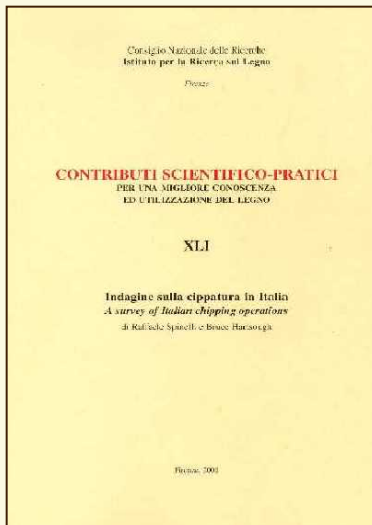 Consiglio Nazionale delle Ricerche
Istituto per la Ricerca sul Legno
Firenze
CONTRIBUTI SCIENTIFICO-PRATICI
PER UNA MIGLIORE CONOSCENZA
ED UTILIZZAZIONE DEL LEGNO
XLI
Indagine sulla cippatura in Italia
A survey of Italian chipping operations
di Raffaele Spinelli e Bruce Hartsough
Firenze,